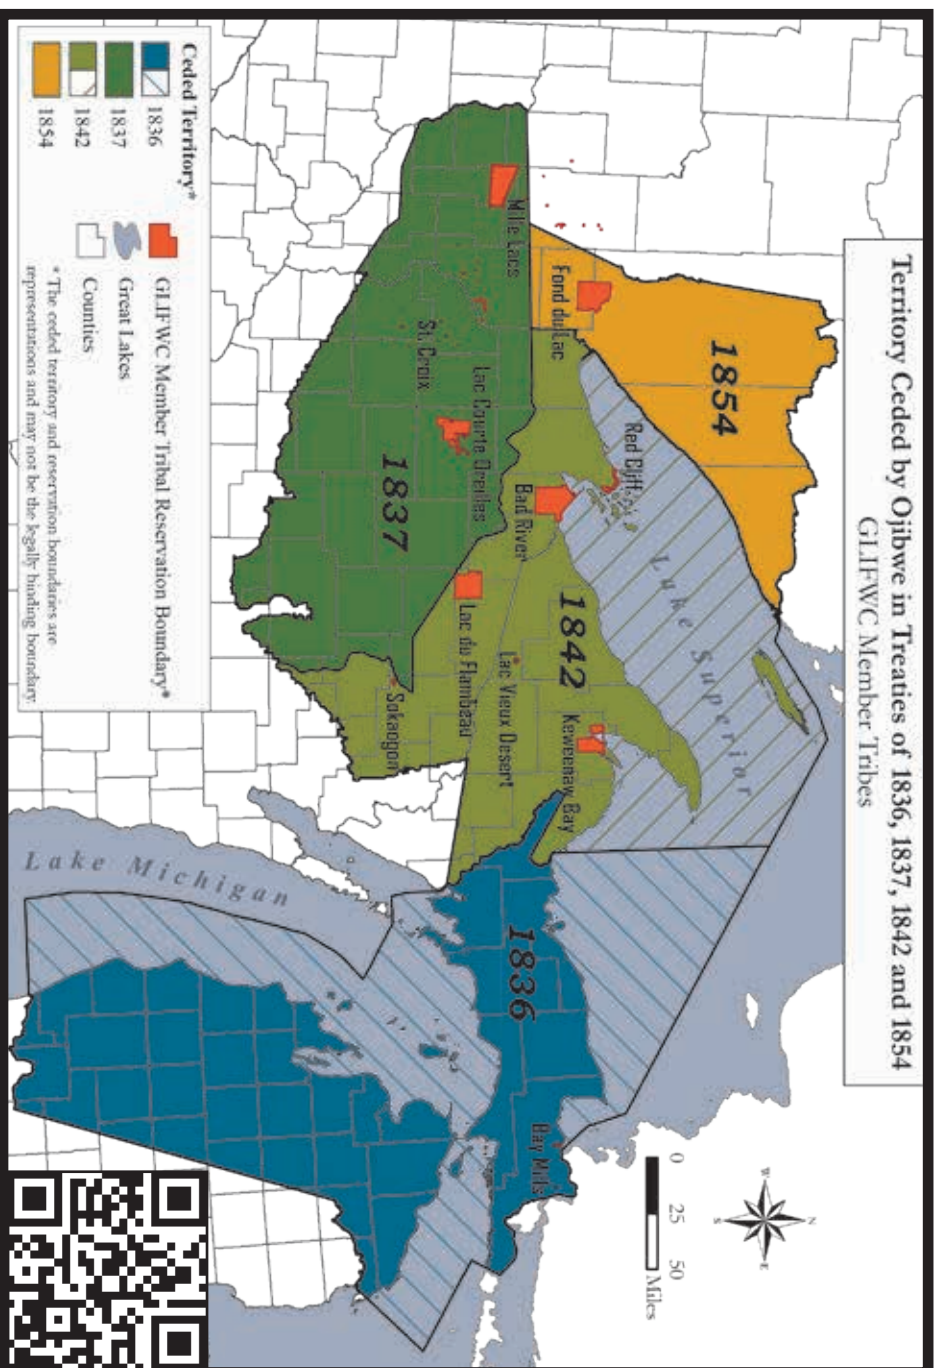 Territory Ceded by Ojibwe in Treaties of 1836, 1837, 1842 and 1854
GLIFWC Member Tribes
N
W
E
S
0 25 50
Miles
1854
Lake Superior
Red Cliff
Fond du Lac
Mille Lacs
Bad River
1842
Keweenaw Bay
Lac Vieux Desert
Lac Courte Oreilles
St. Croix
Lac du Flambeau
1837
Sokaogon
1836
Bay Mills
Lake Michigan
Ceded Territory*
1836
1837
1842
1854
GLIFWC Member Tribal Reservation Boundary*
Great Lakes
Counties
* The ceded territory and reservation boundaries are
representations and may not be the legally binding boundary.